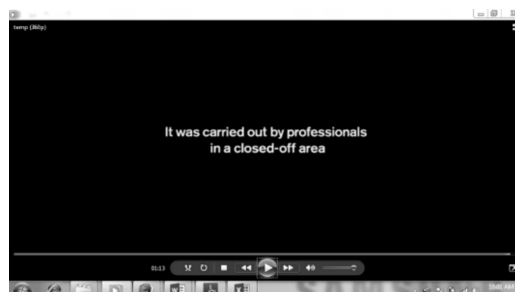 temp (360p)
It was carried out by professionals
in a closed-off area
01:13